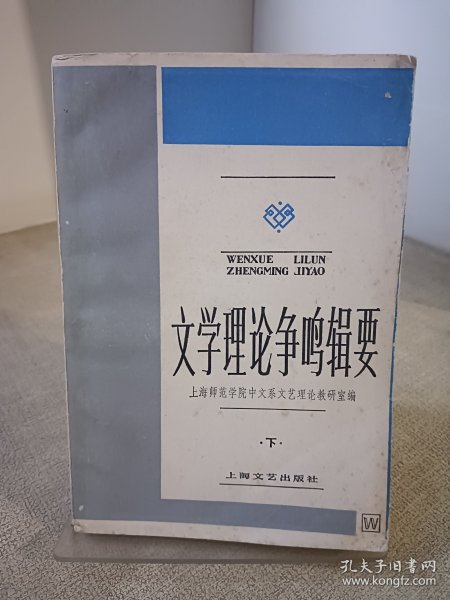 WENXUE LILUN
ZHENGMING JIYAO
文学理论争鸣辑要
上海师范学院中文系文艺理论教研室编
·下·
上海文艺出版社
W
孔夫子旧书网
www.kongfz.com